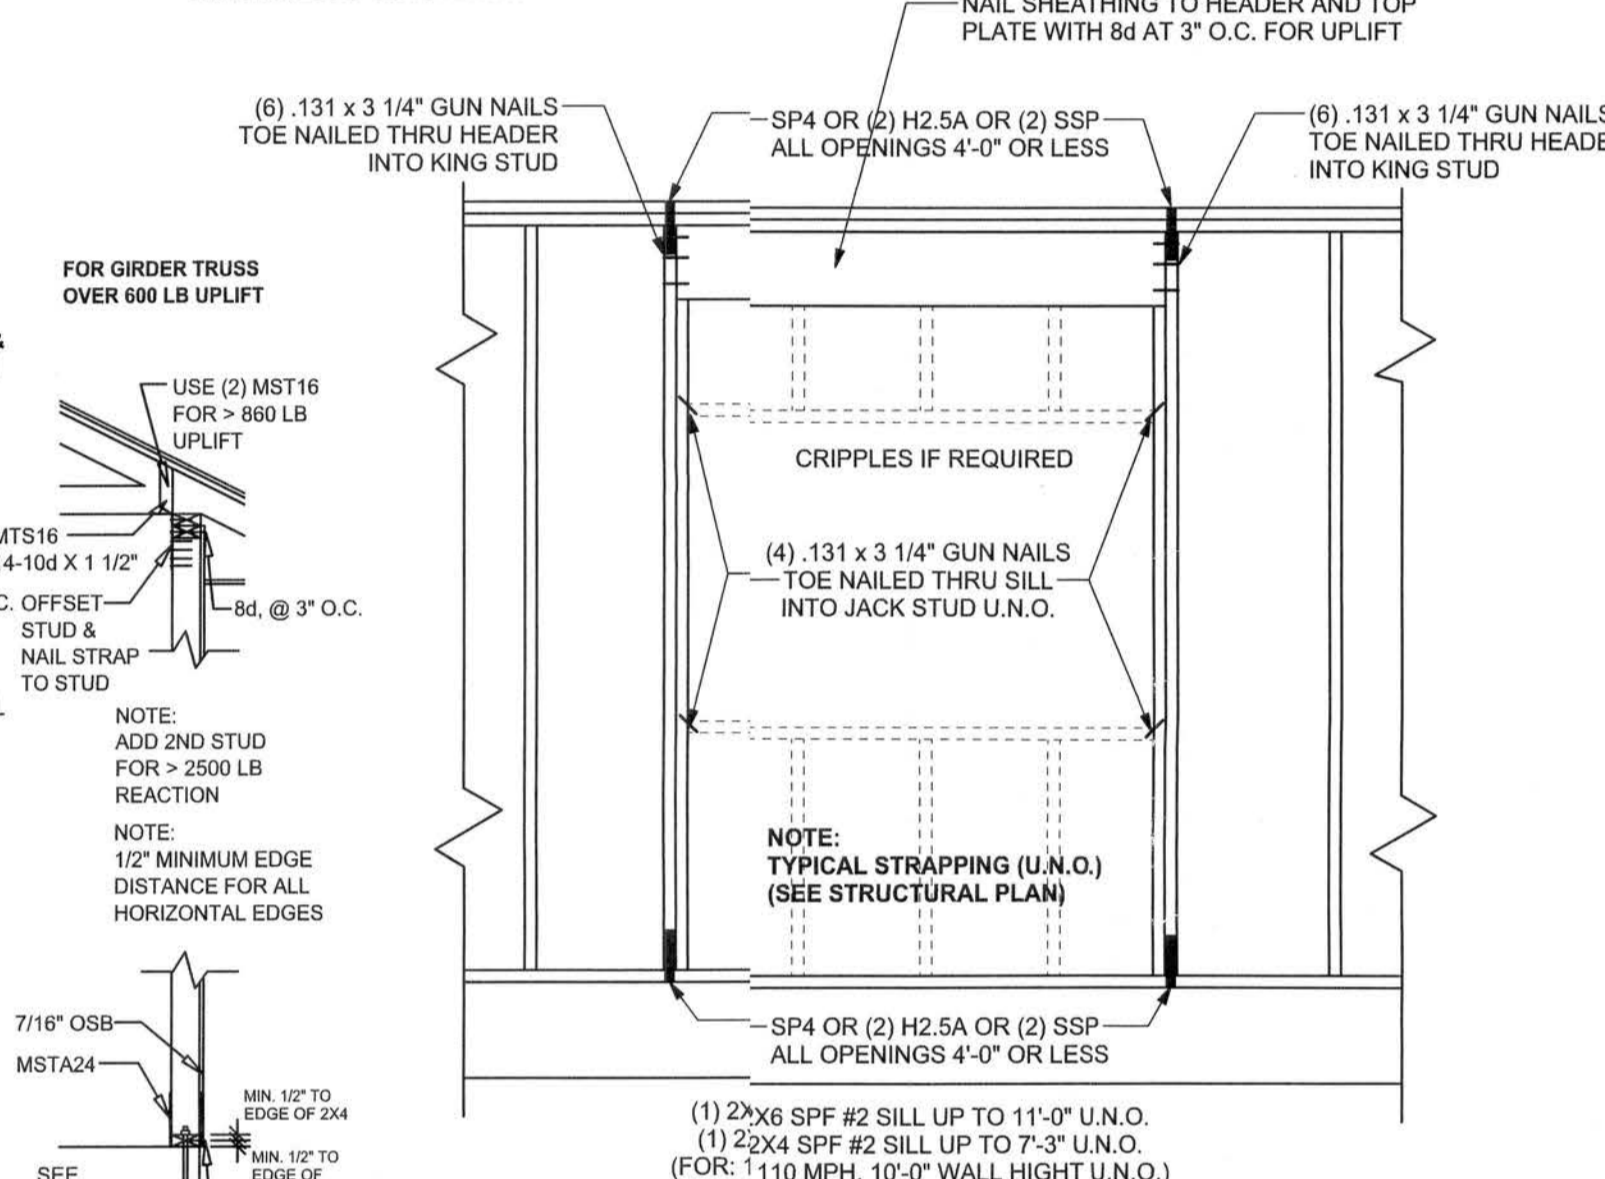 NAIL SHEATHING TO HEADER AND TOP
PLATE WITH 8d AT 3" O.C. FOR UPLIFT
(6) .131 x 3 1/4" GUN NAILS
TOE NAILED THRU HEADER
INTO KING STUD
SP4 OR (2) H2.5A OR (2) SSP
ALL OPENINGS 4'-0" OR LESS
(6) .131 x 3 1/4" GUN NAILS
TOE NAILED THRU HEADE
INTO KING STUD
FOR GIRDER TRUSS
OVER 600 LB UPLIFT
USE (2) MST16
FOR > 860 LB
UPLIFT
MTS16
4-10d X 1 1/2"
C. OFFSET
STUD &
NAIL STRAP
TO STUD
8d, @ 3" O.C.
NOTE:
ADD 2ND STUD
FOR > 2500 LB
REACTION
NOTE:
1/2" MINIMUM EDGE
DISTANCE FOR ALL
HORIZONTAL EDGES
CRIPPLES IF REQUIRED
(4) .131 x 3 1/4" GUN NAILS
TOE NAILED THRU SILL
INTO JACK STUD U.N.O.
NOTE:
TYPICAL STRAPPING (U.N.O.)
(SEE STRUCTURAL PLAN)
7/16" OSB
MSTA24
MIN. 1/2" TO
EDGE OF 2X4
MIN. 1/2" TO
EDGE OF
SEE
SP4 OR (2) H2.5A OR (2) SSP
ALL OPENINGS 4'-0" OR LESS
(1) 2X6 SPF #2 SILL UP TO 11'-0" U.N.O.
(1) 2X4 SPF #2 SILL UP TO 7'-3" U.N.O.
(FOR: 110 MPH, 10'-0" WALL HIGHT U.N.O.)